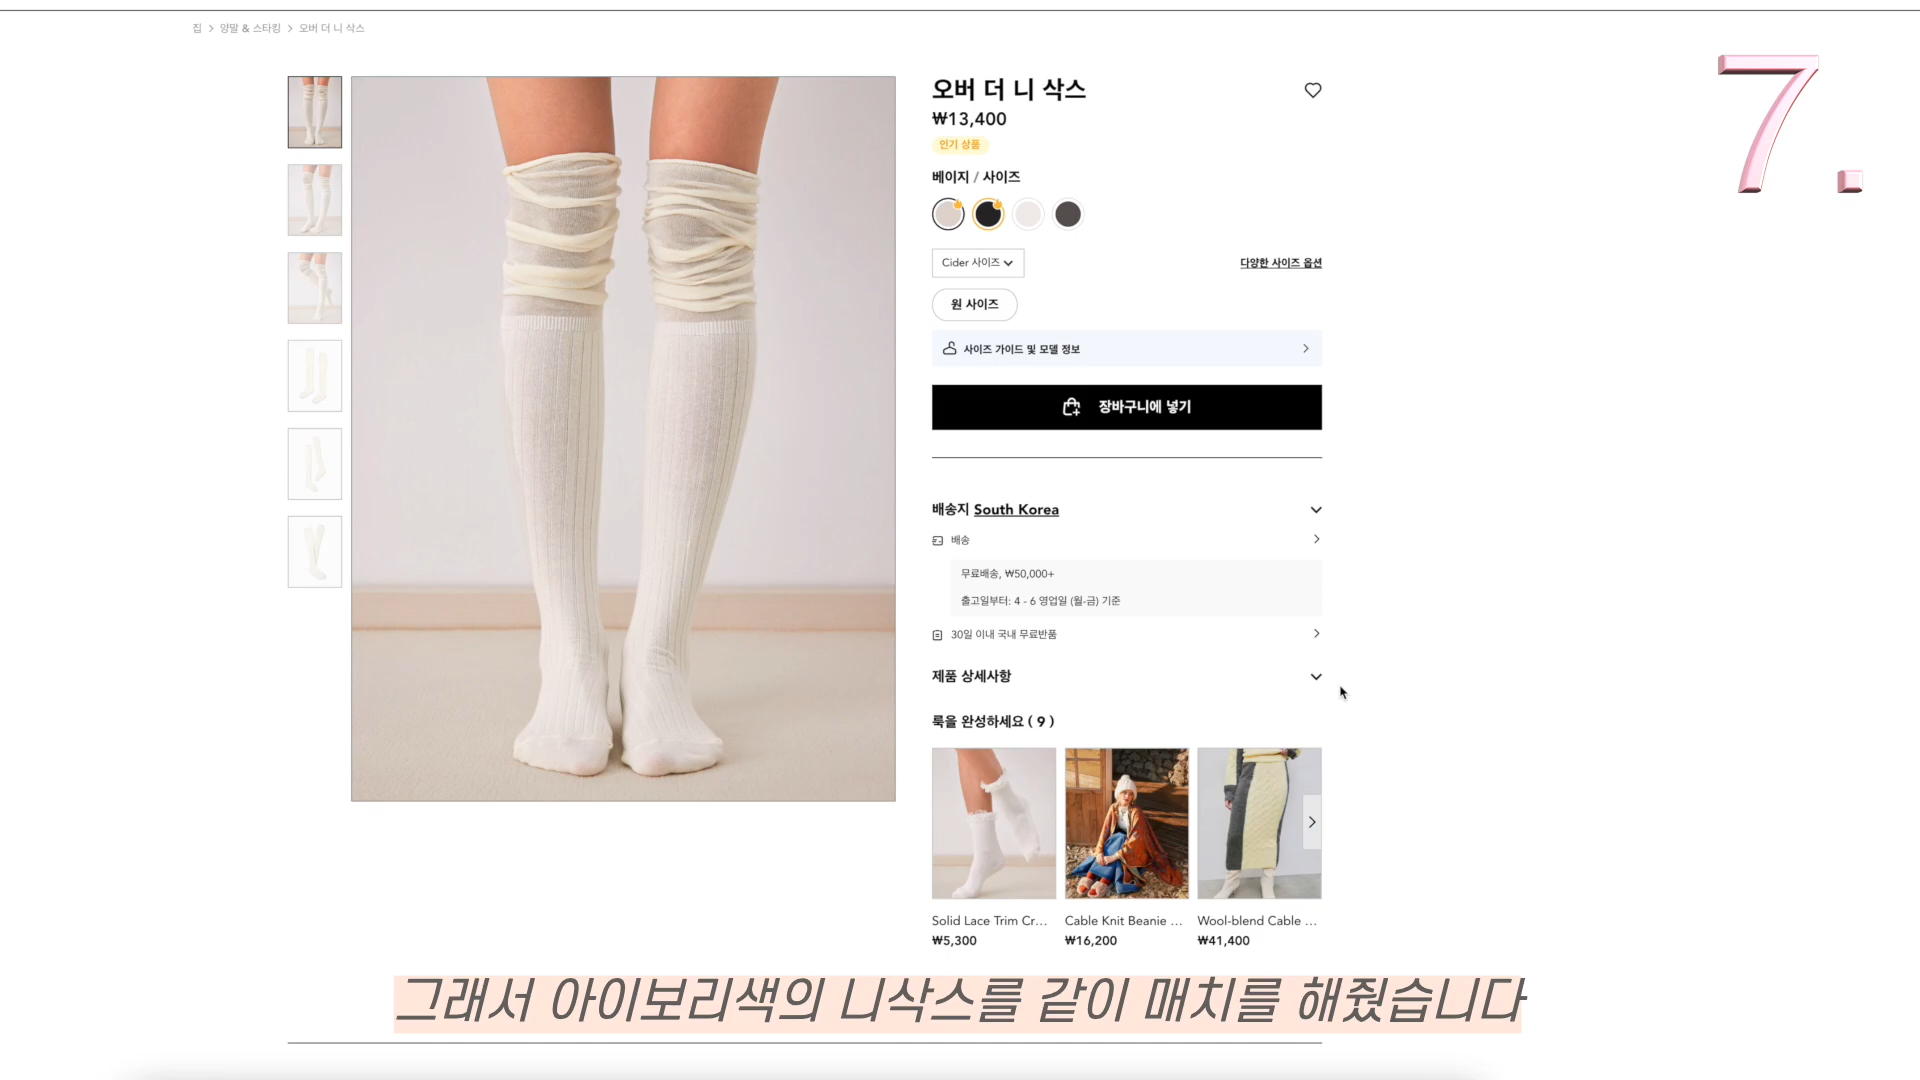 집 > 양말 & 스타킹 > 오버 더 니 삭스
7.
오버 더 니 삭스
₩13,400
인기 상품
베이지 / 사이즈
Cider 사이즈
다양한 사이즈 옵션
원 사이즈
사이즈 가이드 및 모델 정보
장바구니에 넣기
배송지 South Korea
배송
무료배송, ₩50,000+
출고일부터: 4 - 6 영업일 (월-금) 기준
30일 이내 국내 무료반품
제품 상세사항
룩을 완성하세요 ( 9 )
Solid Lace Trim Cr...
₩5,300
Cable Knit Beanie ...
₩16,200
Wool-blend Cable ...
₩41,400
그래서 아이보리색의 니삭스를 같이 매치를 해줬습니다